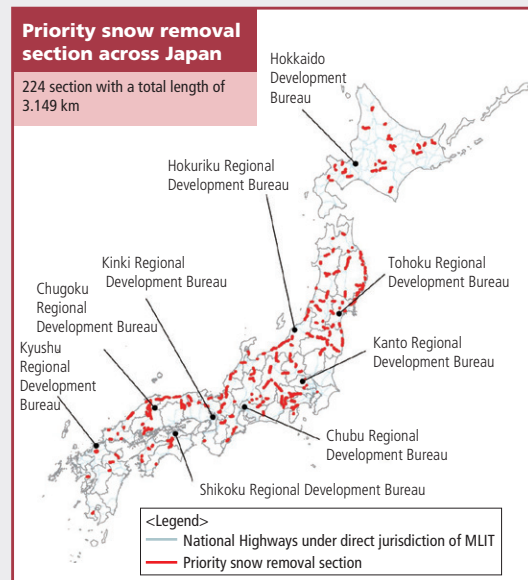 Priority snow removal
section across Japan
224 section with a total length of
3.149 km
Hokkaido
Development
Bureau
Hokuriku Regional
Development Bureau
Kinki Regional
Development Bureau
Chugoku
Regional
Development Bureau
Kyushu
Regional
Development
Bureau
Tohoku Regional
Development Bureau
Kanto Regional
Development Bureau
Chubu Regional
Development Bureau
Shikoku Regional Development Bureau
<Legend>
National Highways under direct jurisdiction of MLIT
Priority snow removal section